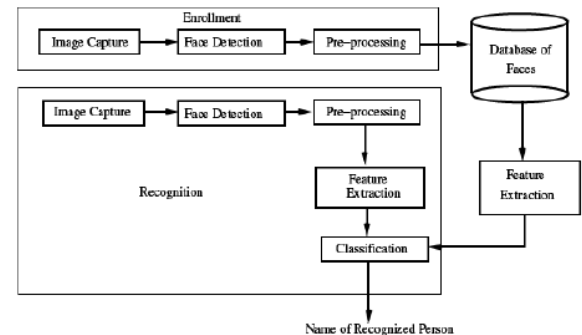 Enrollment
Image Capture
Face Detection
Pre-processing
Database of
Faces
Image Capture
Face Detection
Pre-processing
Feature
Extraction
Feature
Extraction
Recognition
Classification
Name of Recognized Person